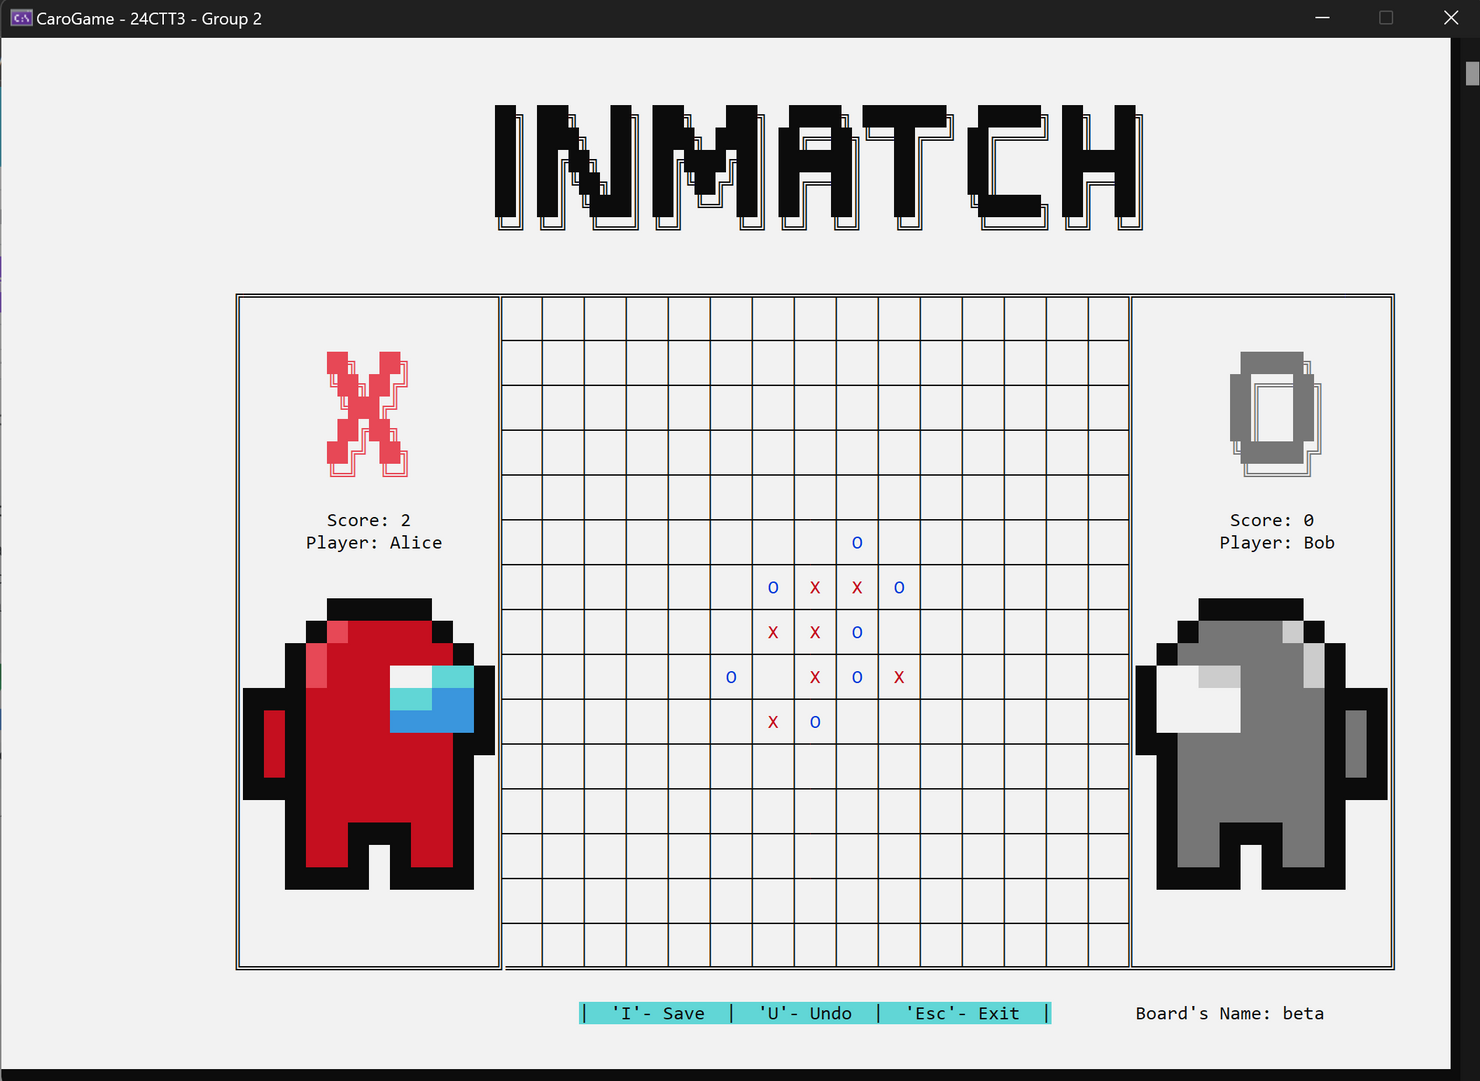 CaroGame - 24CTT3 - Group 2
INMATCH
X
O
Score: 2
Player: Alice
Score: 0
Player: Bob
O
O X X O
X X O
O X O X
X O
| 'I'- Save | 'U'- Undo | 'Esc'- Exit |
Board's Name: beta